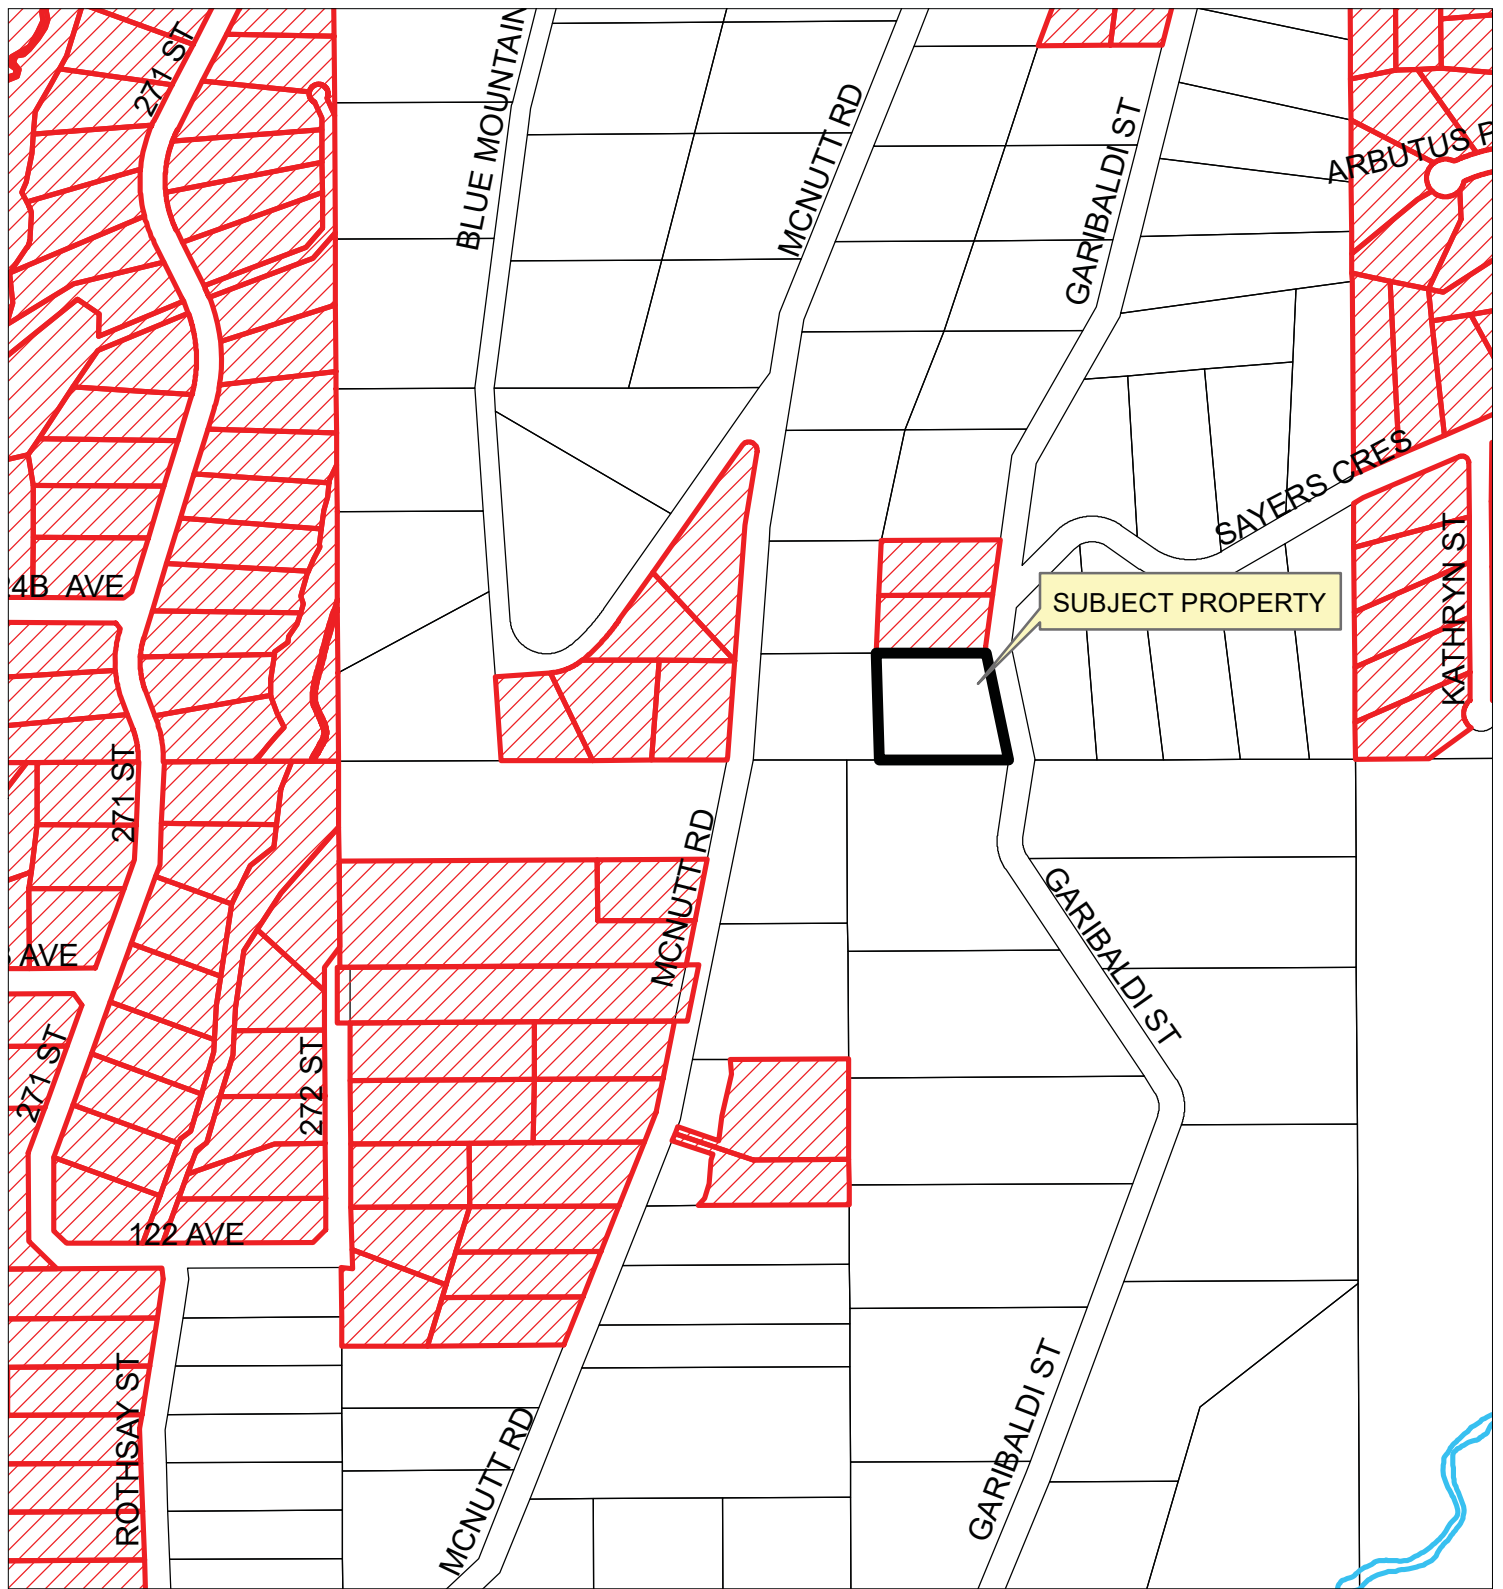 271 ST
BLUE MOUNTAIN
MCNUTT RD
GARIBALDI ST
ARBUTUS P
SAYERS CRES
KATHRYN ST
4B AVE
SUBJECT PROPERTY
271 ST
MCNUTT RD
GARIBALDI ST
AVE
271 ST
272 ST
122 AVE
ROTHSAY ST
MCNUTT RD
GARIBALDI ST